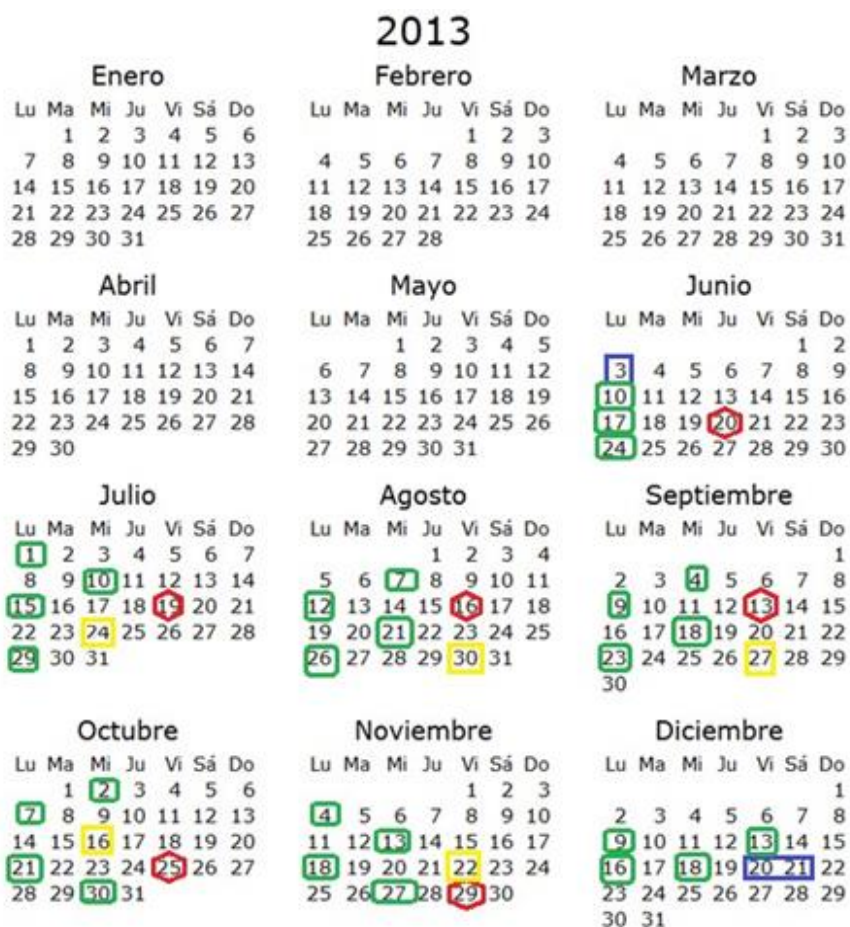 2013
Enero Febrero Marzo
Lu Ma Mi Ju Vi Sá Do Lu Ma Mi Ju Vi Sá Do Lu Ma Mi Ju Vi Sá Do
1 2 3 4 5 6 1 2 3 1 2 3
7 8 9 10 11 12 13 4 5 6 7 8 9 10 4 5 6 7 8 9 10
14 15 16 17 18 19 20 11 12 13 14 15 16 17 11 12 13 14 15 16 17
21 22 23 24 25 26 27 18 19 20 21 22 23 24 18 19 20 21 22 23 24
28 29 30 31 25 26 27 28 25 26 27 28 29 30 31
Abril Mayo Junio
Lu Ma Mi Ju Vi Sá Do Lu Ma Mi Ju Vi Sá Do Lu Ma Mi Ju Vi Sá Do
1 2 3 4 5 6 7 1 2 3 4 5 1 2
8 9 10 11 12 13 14 6 7 8 9 10 11 12 3 4 5 6 7 8 9
15 16 17 18 19 20 21 13 14 15 16 17 18 19 10 11 12 13 14 15 16
22 23 24 25 26 27 28 20 21 22 23 24 25 26 17 18 19 20 21 22 23
29 30 27 28 29 30 31 24 25 26 27 28 29 30
Julio Agosto Septiembre
Lu Ma Mi Ju Vi Sá Do Lu Ma Mi Ju Vi Sá Do Lu Ma Mi Ju Vi Sá Do
1 2 3 4 5 6 7 1 2 3 4 1
8 9 10 11 12 13 14 5 6 7 8 9 10 11 2 3 4 5 6 7 8
15 16 17 18 19 20 21 12 13 14 15 16 17 18 9 10 11 12 13 14 15
22 23 24 25 26 27 28 19 20 21 22 23 24 25 16 17 18 19 20 21 22
29 30 31 26 27 28 29 30 31 23 24 25 26 27 28 29
30
Octubre Noviembre Diciembre
Lu Ma Mi Ju Vi Sá Do Lu Ma Mi Ju Vi Sá Do Lu Ma Mi Ju Vi Sá Do
1 2 3 4 5 6 1 2 3 1
7 8 9 10 11 12 13 4 5 6 7 8 9 10 2 3 4 5 6 7 8
14 15 16 17 18 19 20 11 12 13 14 15 16 17 9 10 11 12 13 14 15
21 22 23 24 25 26 27 18 19 20 21 22 23 24 16 17 18 19 20 21 22
28 29 30 31 25 26 27 28 29 30 23 24 25 26 27 28 29
30 31